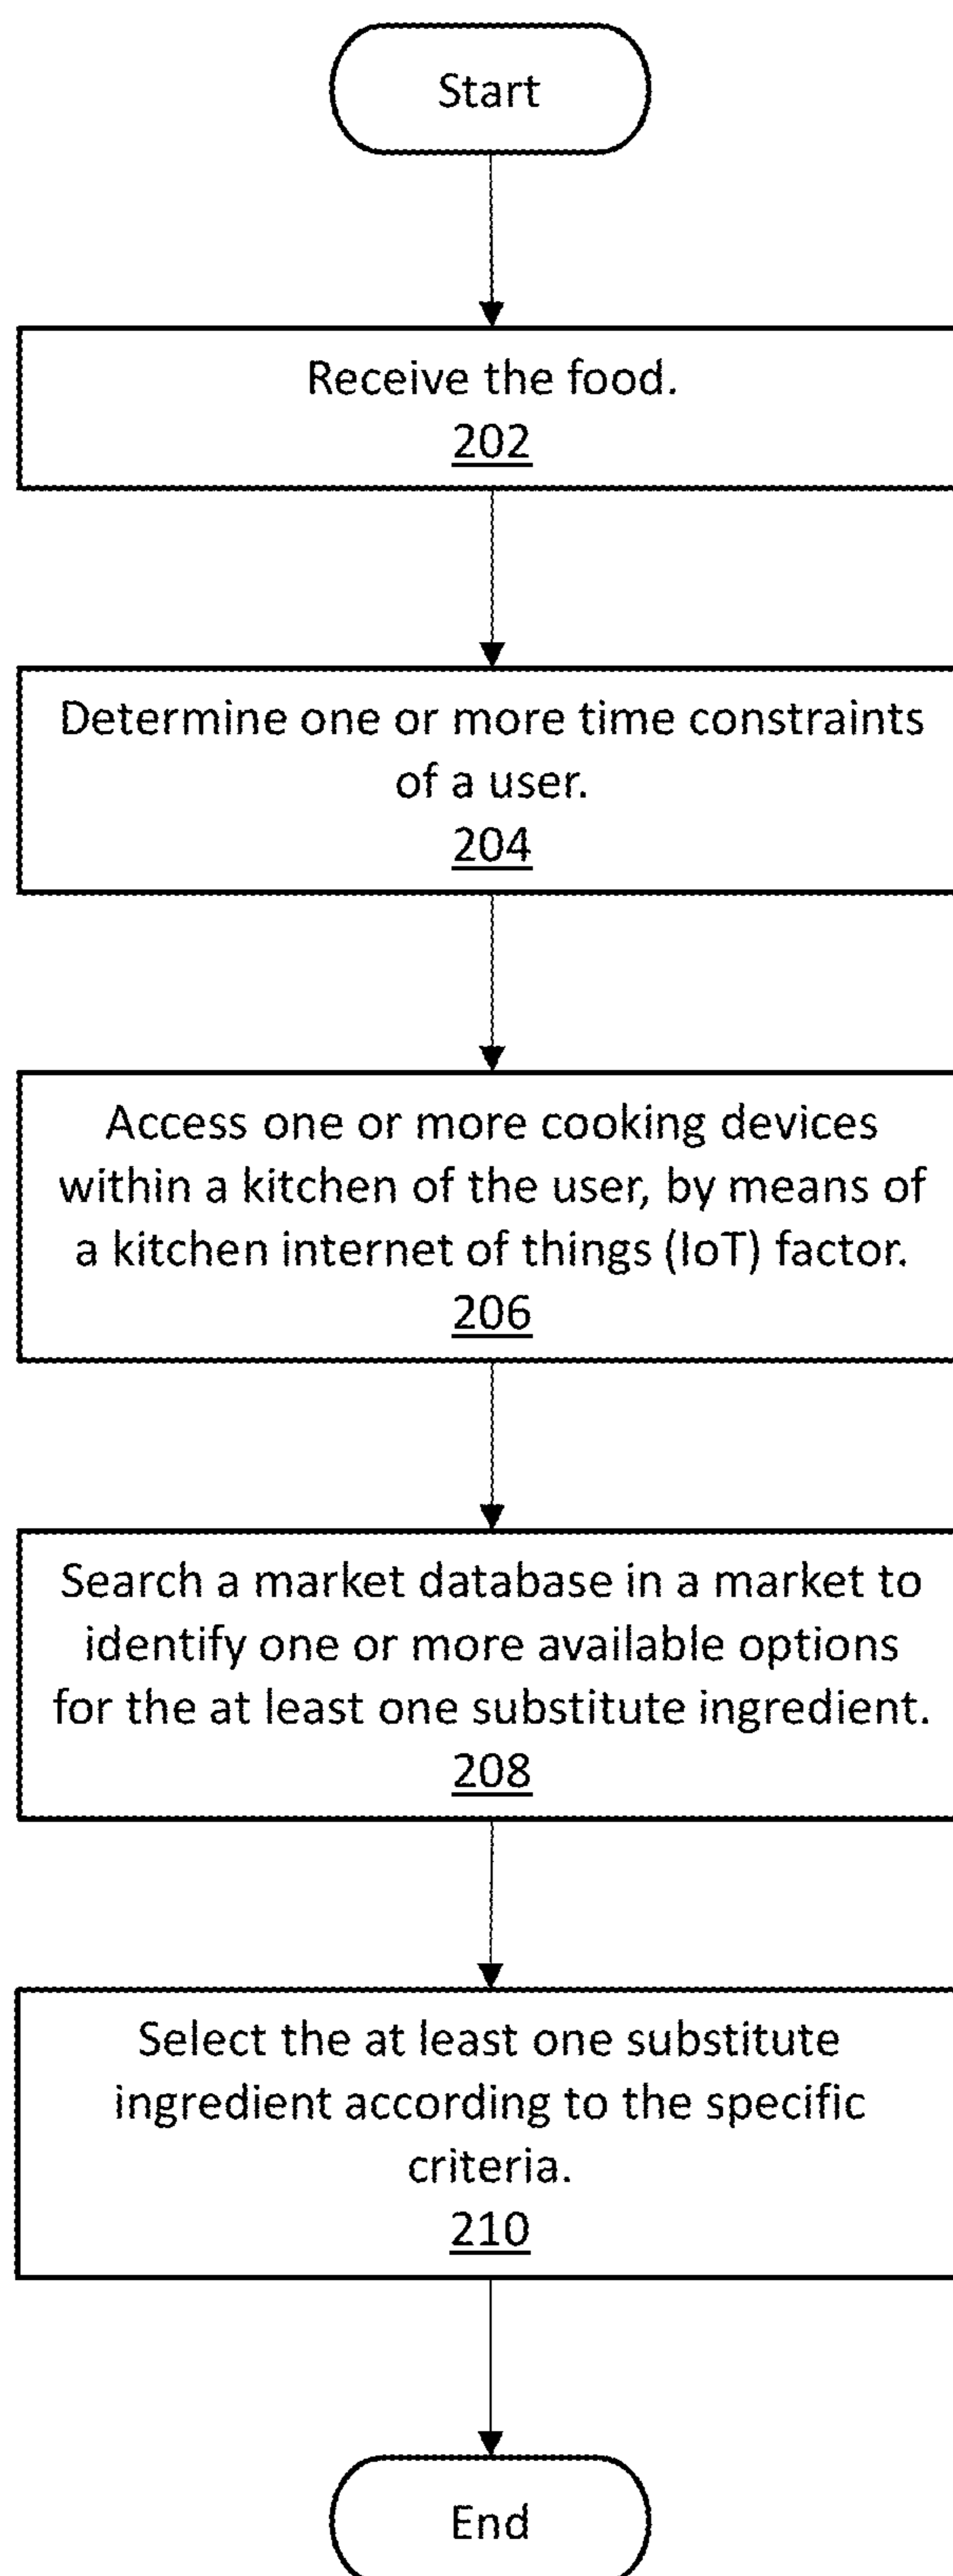 Start
Receive the food.
202
Determine one or more time constraints
of a user.
204
Access one or more cooking devices
within a kitchen of the user, by means of
a kitchen internet of things (IoT) factor.
206
Search a market database in a market to
identify one or more available options
for the at least one substitute ingredient.
208
Select the at least one substitute
ingredient according to the specific
criteria.
210
End